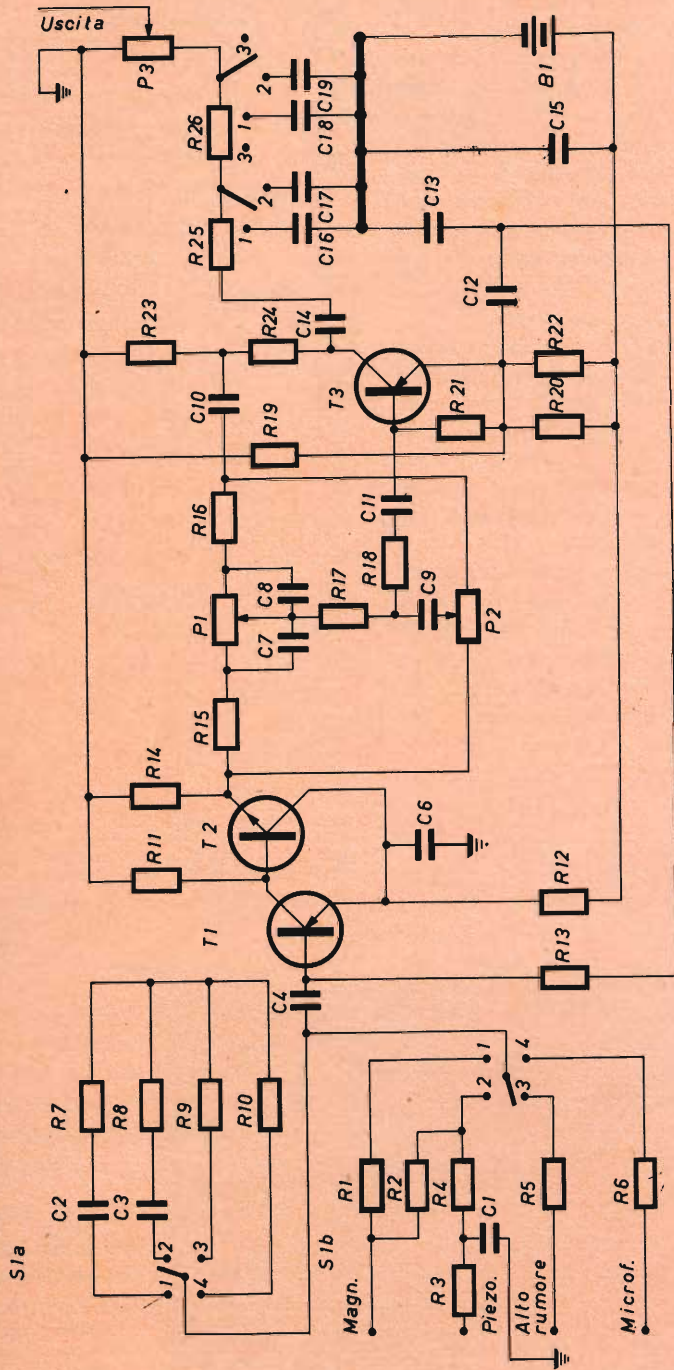 Uscita
P3
3
R26
3
2
1
C19
C18
R25
2
1
C17
C16
B1
C15
C13
R23
R24
C14
C12
C10
T3
R22
R19
R21
R20
R16
C11
P1
C8
R17
R18
C9
C7
P2
R15
R14
T2
R11
C6
T1
R12
R13
C4
S1a
R7
R8
R9
R10
C2
C3
1
2
3
4
S1b
R1
1
2
4
3
R2
R4
R5
R6
Magn.
C1
R3
Piezo.
Alto
rumore
Microf.